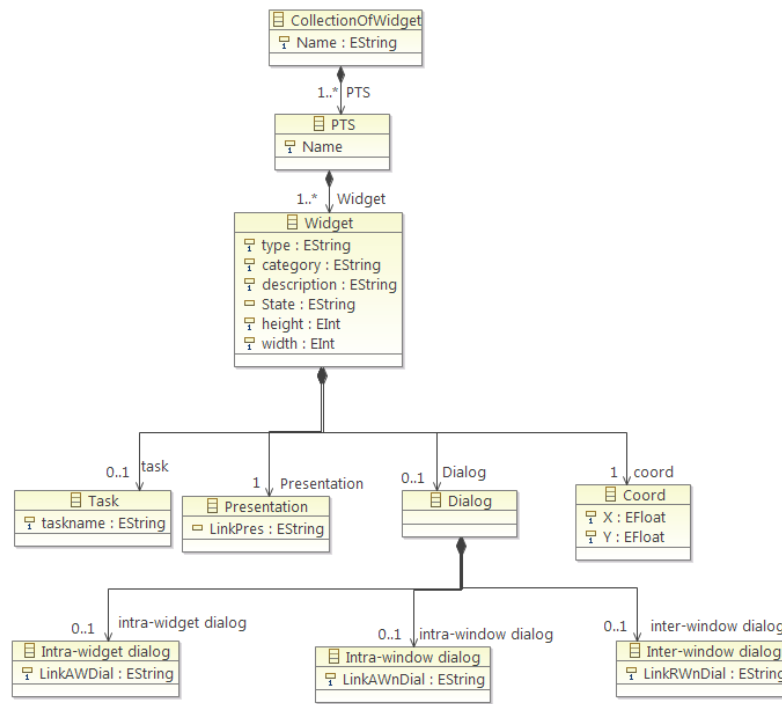 CollectionOfWidget
Name : EString
1..* PTS
PTS
Name
1..* Widget
Widget
type : EString
category : EString
description : EString
State : EString
height : EInt
width : EInt
0..1 task
1 Presentation
0..1 Dialog
1 coord
Task
taskname : EString
Presentation
LinkPres : EString
Dialog
Coord
X : EFloat
Y : EFloat
0..1 intra-widget dialog
0..1 intra-window dialog
0..1 inter-window dialog
Intra-widget dialog
LinkAWDial : EString
Intra-window dialog
LinkAWnDial : EString
Inter-window dialog
LinkRWnDial : EString